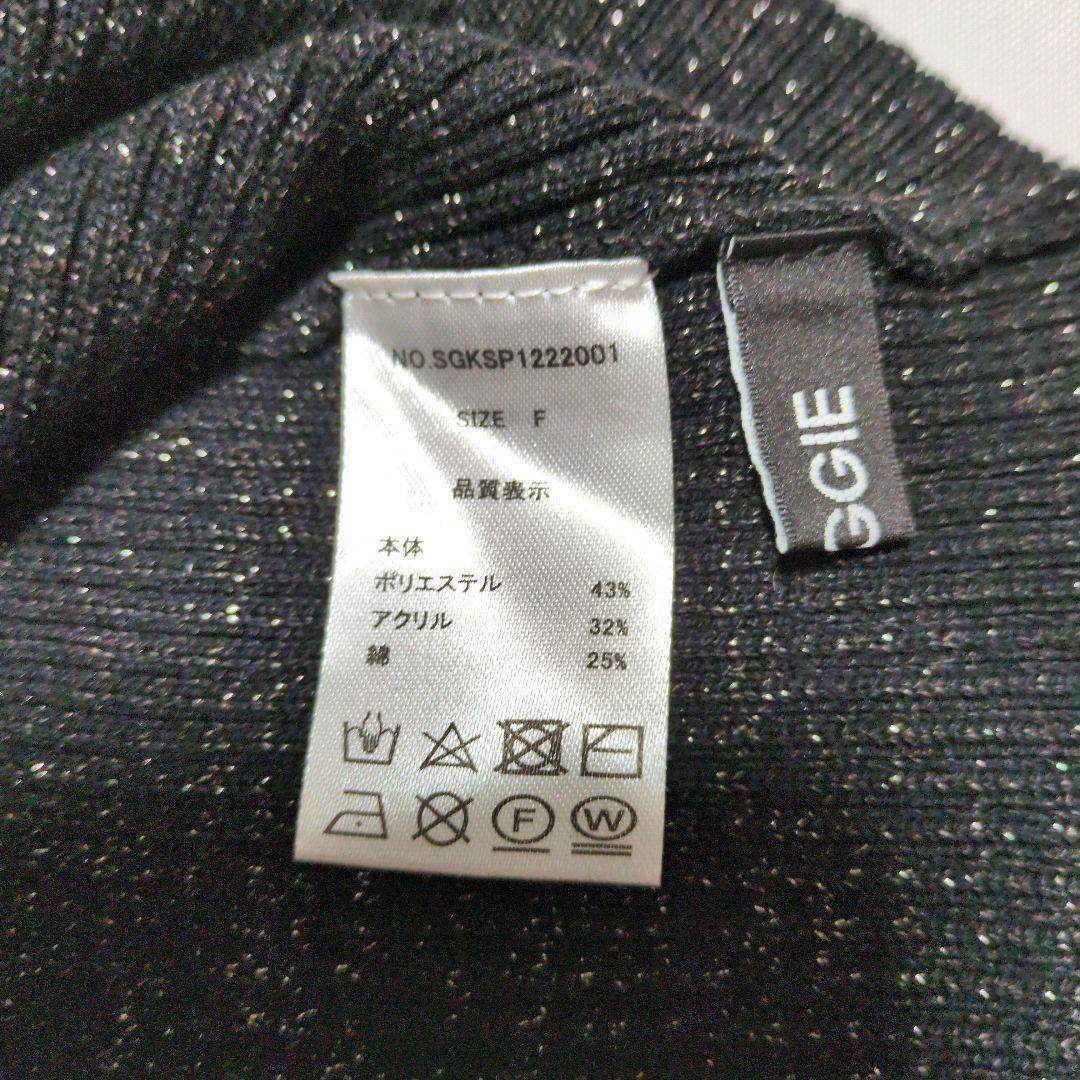 NO.SGKSP1222001
SIZE F
品質表示
本体
ポリエステル 43%
アクリル 32%
綿 25%
F W
GGIE